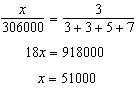 x/306000 = 3/(3 + 3 + 5 + 7)
18x = 918000
x = 51000